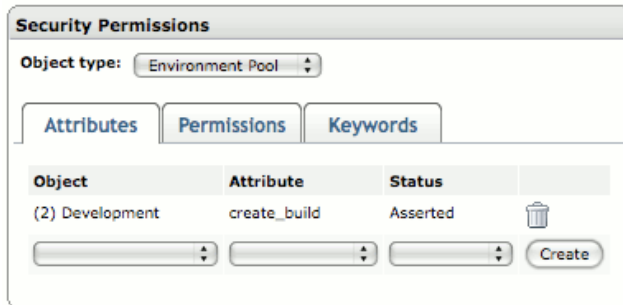 Security Permissions
Object type: Environment Pool
Attributes Permissions Keywords
Object Attribute Status
(2) Development create_build Asserted
Create